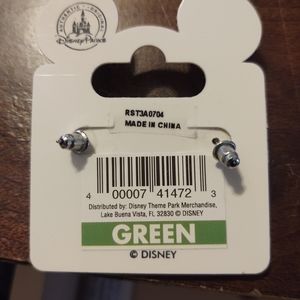 AUTHENTIC ORIGINAL
Disney Parks
RST3A0704
MADE IN CHINA
4 00007 41472 3
Distributed by: Disney Theme Park Merchandise,
Lake Buena Vista, FL 32830 © DISNEY
GREEN
© DISNEY